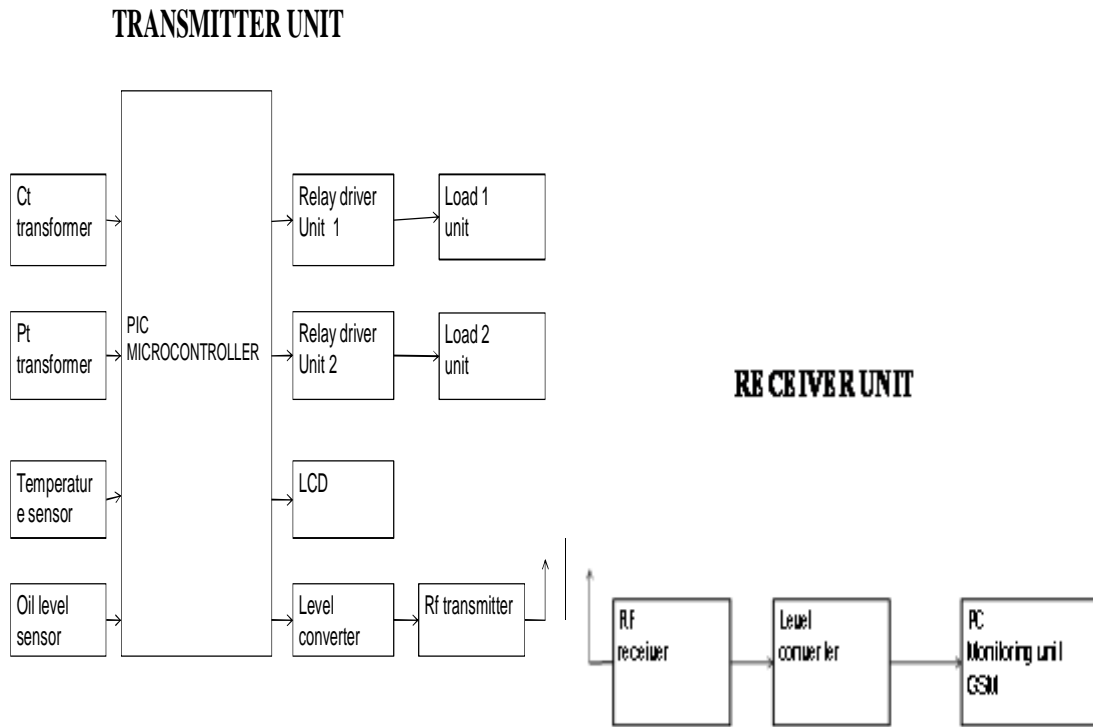 TRANSMITTER UNIT
Ct
transformer
Pt
transformer
Temperatur
e sensor
Oil level
sensor
PIC
MICROCONTROLLER
Relay driver
Unit 1
Load 1
unit
Relay driver
Unit 2
Load 2
unit
LCD
Level
converter
Rf transmitter
RECEIVER UNIT
RF
receiver
Level
converter
PC
Monitoring unit
GSM